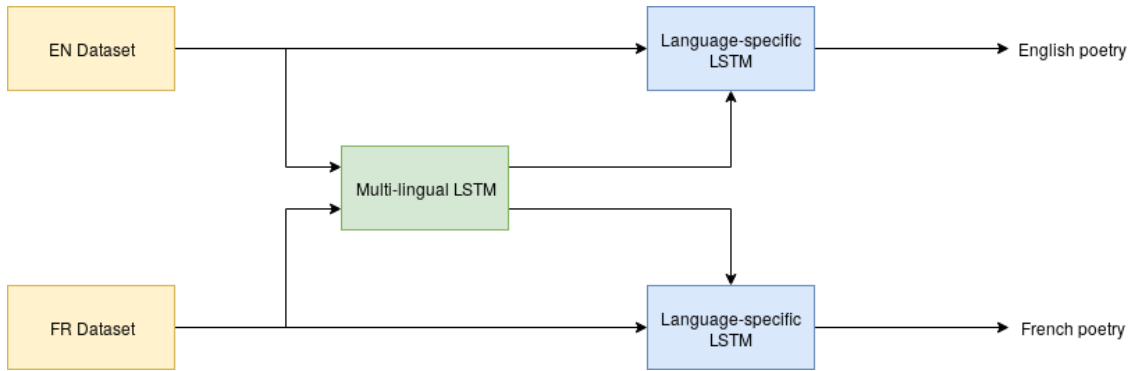 EN Dataset
Language-specific
LSTM
English poetry
Multi-lingual LSTM
FR Dataset
Language-specific
LSTM
French poetry